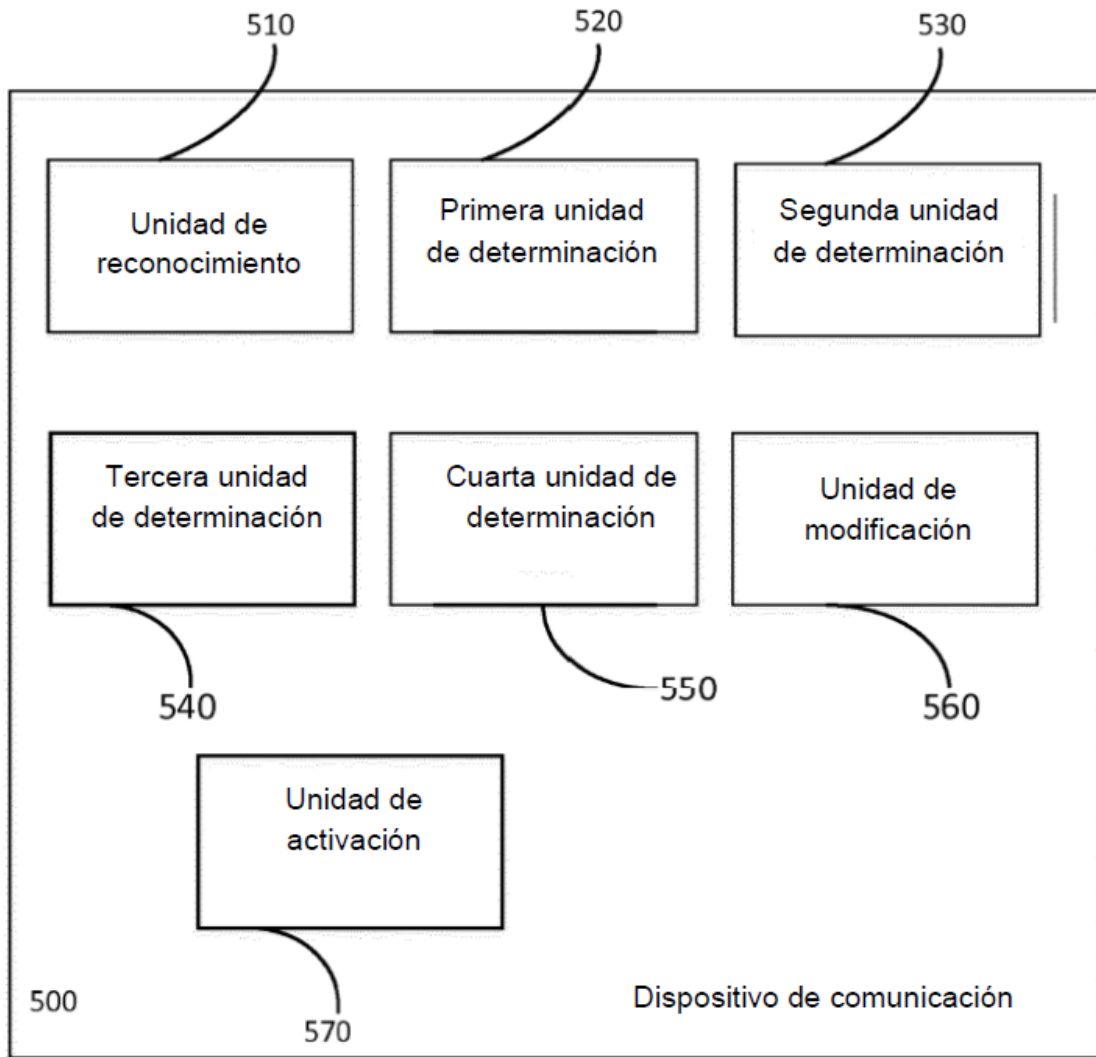 510
520
530
Unidad de
reconocimiento
Primera unidad
de determinación
Segunda unidad
de determinación
Tercera unidad
de determinación
Cuarta unidad de
determinación
Unidad de
modificación
540
550
560
Unidad de
activación
500
570
Dispositivo de comunicación